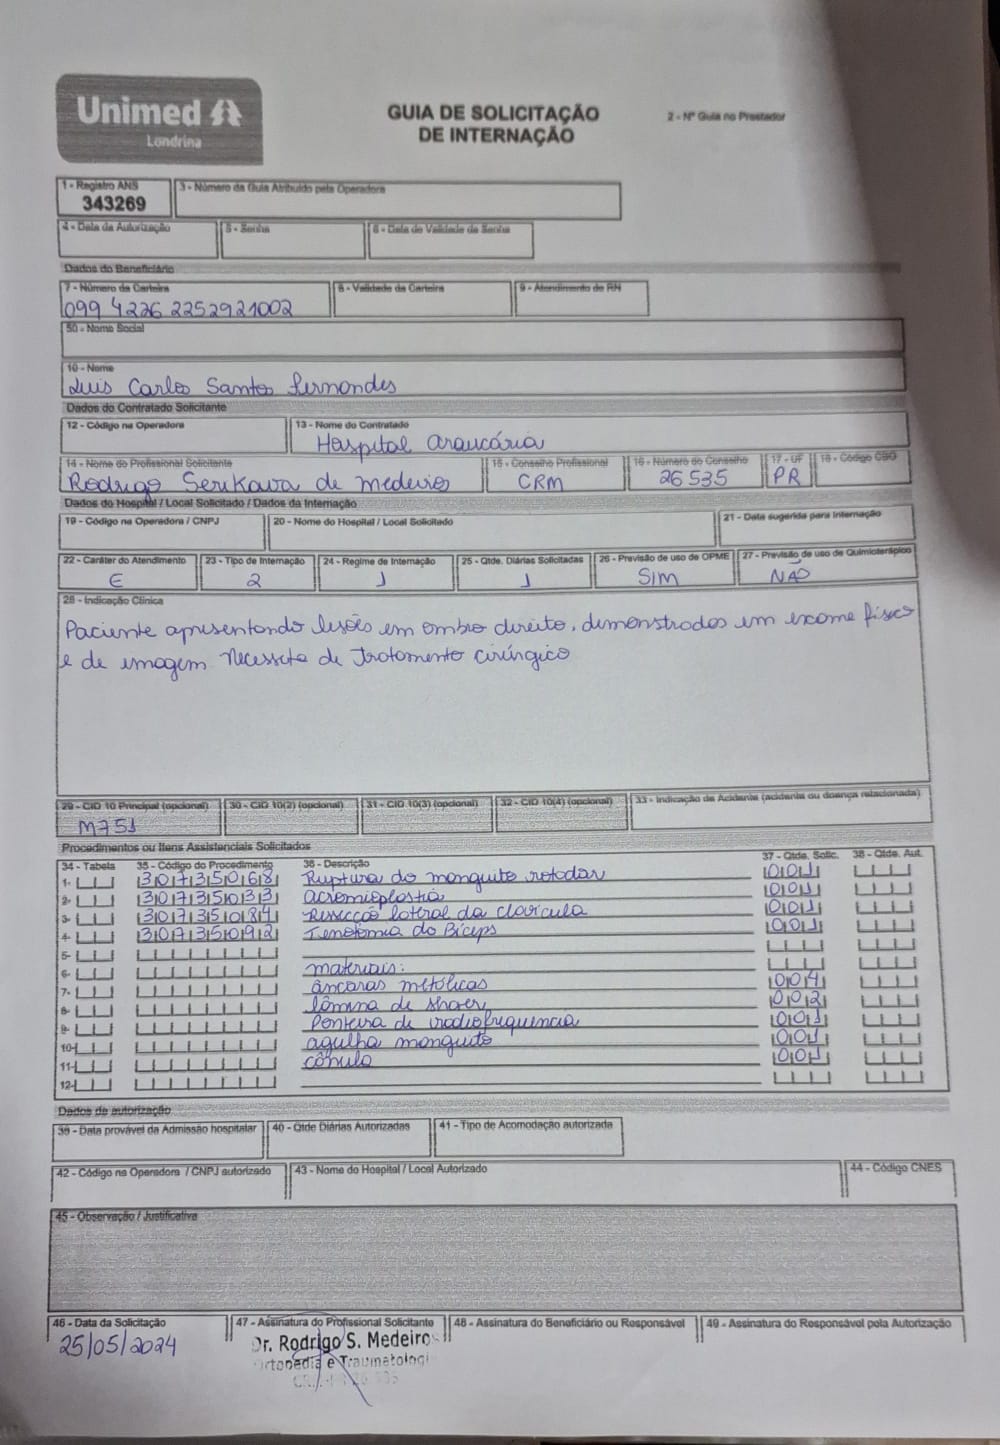 Unimed
Londrina
GUIA DE SOLICITAÇÃO
DE INTERNAÇÃO
2 - Nº Guia no Prestador
1 - Registro ANS
343269
3 - Número da Guia Atribuído pela Operadora
4 - Data da Autorização
5 - Senha
6 - Data de Validade da Senha
Dados do Beneficiário
7 - Número da Carteira
099 4226 2252921002
8 - Validade da Carteira
9 - Atendimento de RN
50 - Nome Social
10 - Nome
Luis Carlos Santos Fernandes
Dados do Contratado Solicitante
12 - Código na Operadora
13 - Nome do Contratado
Hospital Araucária
14 - Nome do Profissional Solicitante
Rodrigo Serikava de Medeiros
15 - Conselho Profissional
CRM
16 - Número do Conselho
26535
17 - UF
PR
18 - Código CBO
Dados do Hospital / Local Solicitado / Dados da Internação
19 - Código na Operadora / CNPJ
20 - Nome do Hospital / Local Solicitado
21 - Data sugerida para Internação
22 - Caráter do Atendimento
E
23 - Tipo de Internação
2
24 - Regime de Internação
1
25 - Qtde. Diárias Solicitadas
1
26 - Previsão de uso de OPME
SIM
27 - Previsão de uso de Quimioterápico
NÃO
28 - Indicação Clínica
Paciente apresentando lesões em ombro direito, demonstrados em exame físico
e de imagem necessita de tratamento cirúrgico
29 - CID 10 Principal (opcional)
M751
30 - CID 10(2) (opcional)
31 - CID 10(3) (opcional)
32 - CID 10(4) (opcional)
33 - Indicação de Acidente (acidente ou doença relacionada)
Procedimentos ou Itens Assistenciais Solicitados
34 - Tabela 35 - Código do Procedimento 36 - Descrição 37 - Qtde. Solic. 38 - Qtde. Aut.
1- 30735068 Ruptura do manguito rotador 001
2- 30735033 acromioplastia 001
3- 30735084 Ressecção lateral da clavícula 001
4- 30735092 Tenotomia do Bíceps 001
5-
6- materiais:
7- âncoras metálicas 004
8- lâmina de shaver 002
9- Ponteira de radiofrequencia 001
10- agulha manguito 001
11- cânula 001
12-
Dados da autorização
39 - Data provável da Admissão hospitalar
40 - Qtde Diárias Autorizadas
41 - Tipo de Acomodação autorizada
42 - Código na Operadora / CNPJ autorizado
43 - Nome do Hospital / Local Autorizado
44 - Código CNES
45 - Observação / Justificativa
46 - Data da Solicitação
25/05/2024
47 - Assinatura do Profissional Solicitante
Dr. Rodrigo S. Medeiros
Ortopedia e Traumatologi
48 - Assinatura do Beneficiário ou Responsável
49 - Assinatura do Responsável pela Autorização